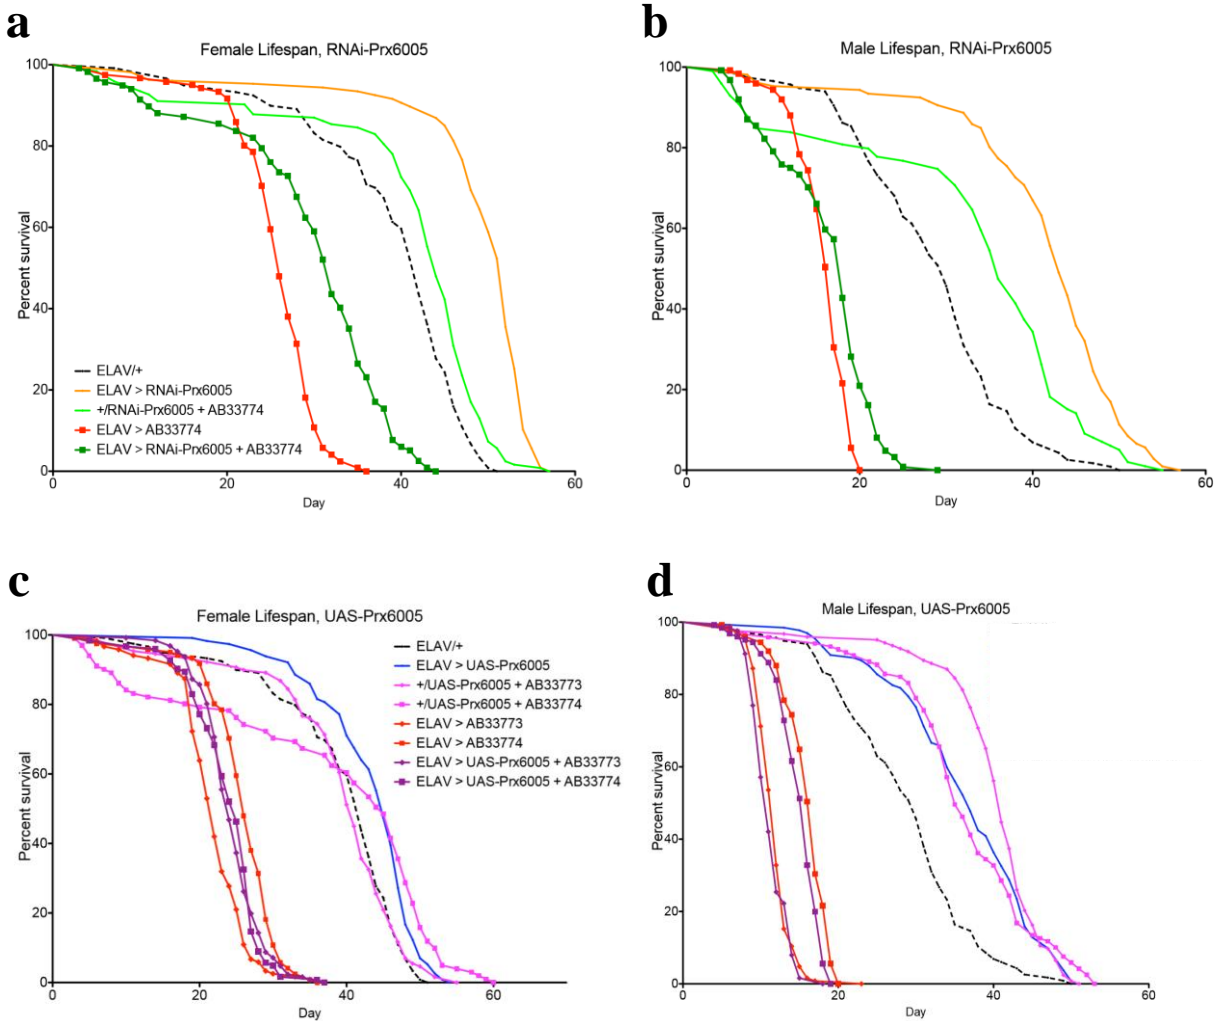 a
Female Lifespan, RNAi-Prx6005
100
80
60
40
20
0
Percent survival
ELAV/+
ELAV > RNAi-Prx6005
+/RNAi-Prx6005 + AB33774
ELAV > AB33774
ELAV > RNAi-Prx6005 + AB33774
20
40
60
Day
b
Male Lifespan, RNAi-Prx6005
100
80
60
40
20
0
Percent survival
0
20
40
60
Day
c
Female Lifespan, UAS-Prx6005
100
80
60
40
20
0
Percent survival
ELAV/+
ELAV > UAS-Prx6005
+/UAS-Prx6005 + AB33773
+/UAS-Prx6005 + AB33774
ELAV > AB33773
ELAV > AB33774
ELAV > UAS-Prx6005 + AB33773
ELAV > UAS-Prx6005 + AB33774
0
20
40
60
Day
d
Male Lifespan, UAS-Prx6005
100
80
60
40
20
0
Percent survival
0
20
40
60
Day